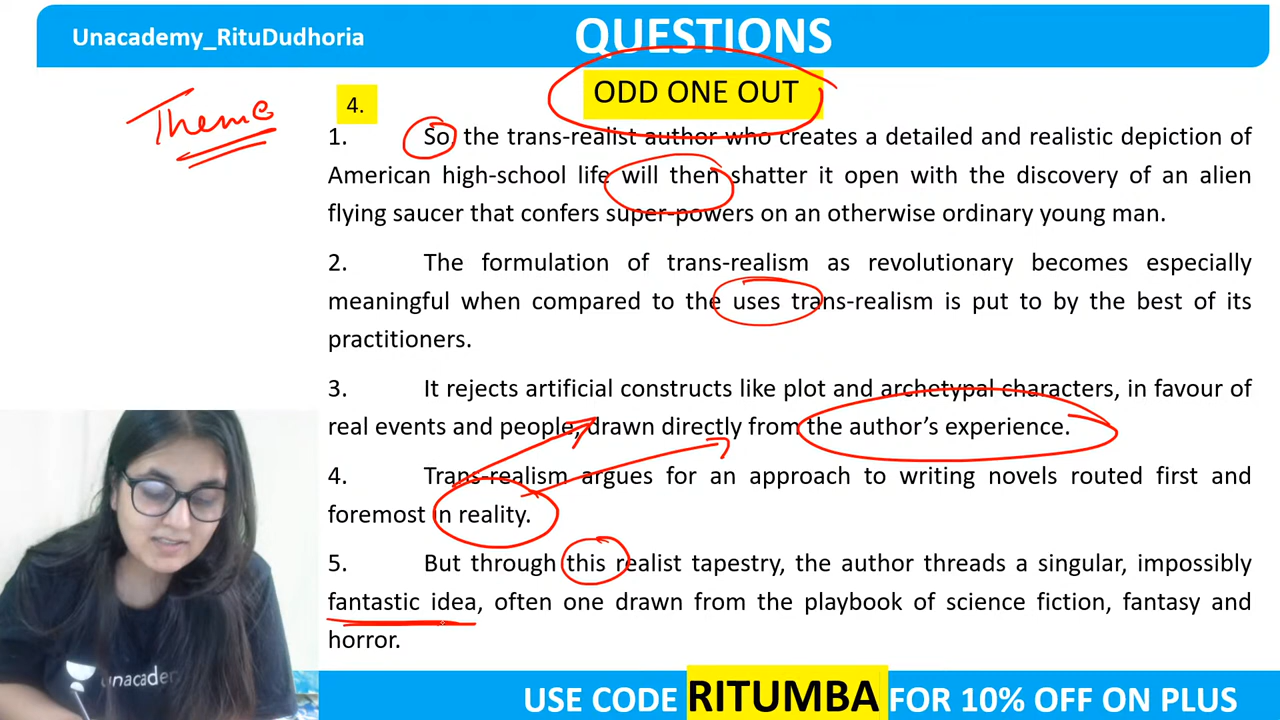 Unacademy_RituDudhoria
QUESTIONS
ODD ONE OUT
Theme
4.
1. So, the trans-realist author who creates a detailed and realistic depiction of
American high-school life will then shatter it open with the discovery of an alien
flying saucer that confers super-powers on an otherwise ordinary young man.
2. The formulation of trans-realism as revolutionary becomes especially
meaningful when compared to the uses trans-realism is put to by the best of its
practitioners.
3. It rejects artificial constructs like plot and archetypal characters, in favour of
real events and people, drawn directly from the author's experience.
4. Trans-realism argues for an approach to writing novels routed first and
foremost in reality.
5. But through this realist tapestry, the author threads a singular, impossibly
fantastic idea, often one drawn from the playbook of science fiction, fantasy and
horror.
unacademy
USE CODE RITUMBA FOR 10% OFF ON PLUS